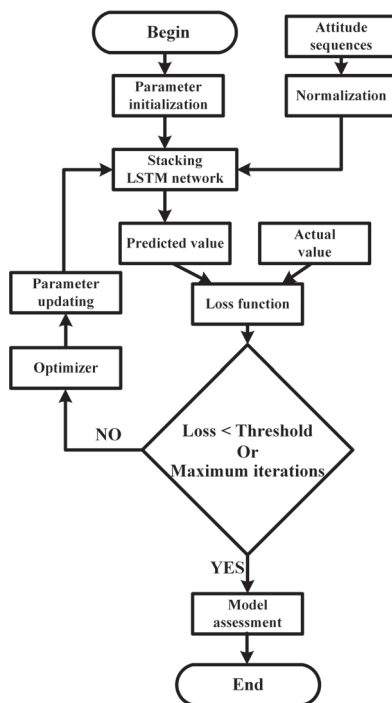 Begin
Attitude
sequences
Parameter
initialization
Normalization
Stacking
LSTM network
Predicted value
Actual
value
Parameter
updating
Loss function
Optimizer
NO
Loss < Threshold
Or
Maximum iterations
YES
Model
assessment
End